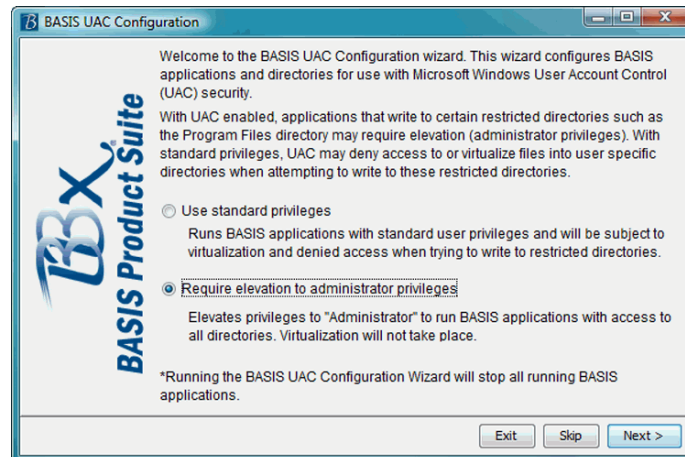 BASIS UAC Configuration
Welcome to the BASIS UAC Configuration wizard. This wizard configures BASIS
applications and directories for use with Microsoft Windows User Account Control
(UAC) security.
With UAC enabled, applications that write to certain restricted directories such as
the Program Files directory may require elevation (administrator privileges). With
standard privileges, UAC may deny access to or virtualize files into user specific
directories when attempting to write to these restricted directories.
Use standard privileges
Runs BASIS applications with standard user privileges and will be subject to
virtualization and denied access when trying to write to restricted directories.
Require elevation to administrator privileges
Elevates privileges to "Administrator" to run BASIS applications with access to
all directories. Virtualization will not take place.
*Running the BASIS UAC Configuration Wizard will stop all running BASIS
applications.
BBx
BASIS Product Suite
Exit
Skip
Next >